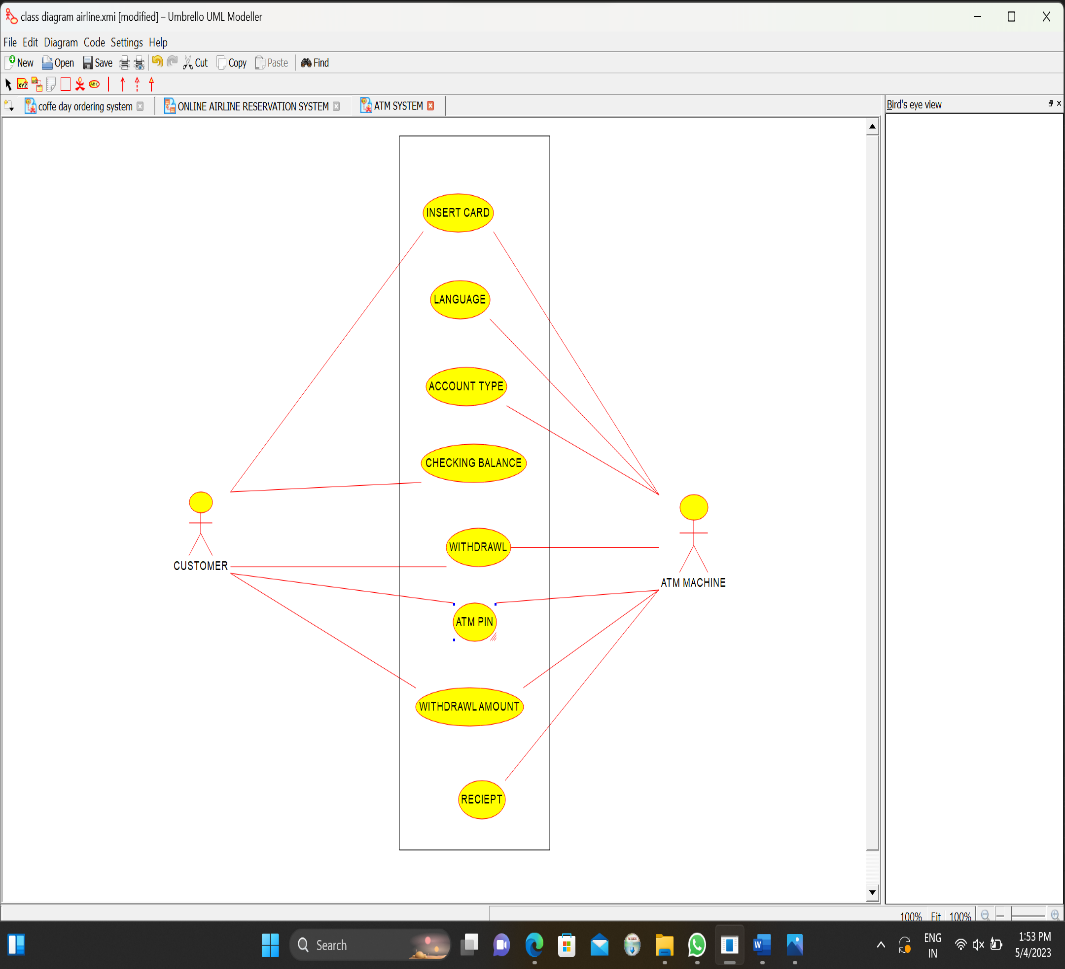 class diagram airline.xmi [modified] – Umbrello UML Modeller
File Edit Diagram Code Settings Help
New Open Save Cut Copy Paste Find
coffe day ordering system ONLINE AIRLINE RESERVATION SYSTEM ATM SYSTEM
Bird's eye view
INSERT CARD
LANGUAGE
ACCOUNT TYPE
CHECKING BALANCE
WITHDRAWL
CUSTOMER
ATM MACHINE
ATM PIN
WITHDRAWL AMOUNT
RECIEPT
100% Fit 100%
Search
ENG
IN
1:53 PM
5/4/2023